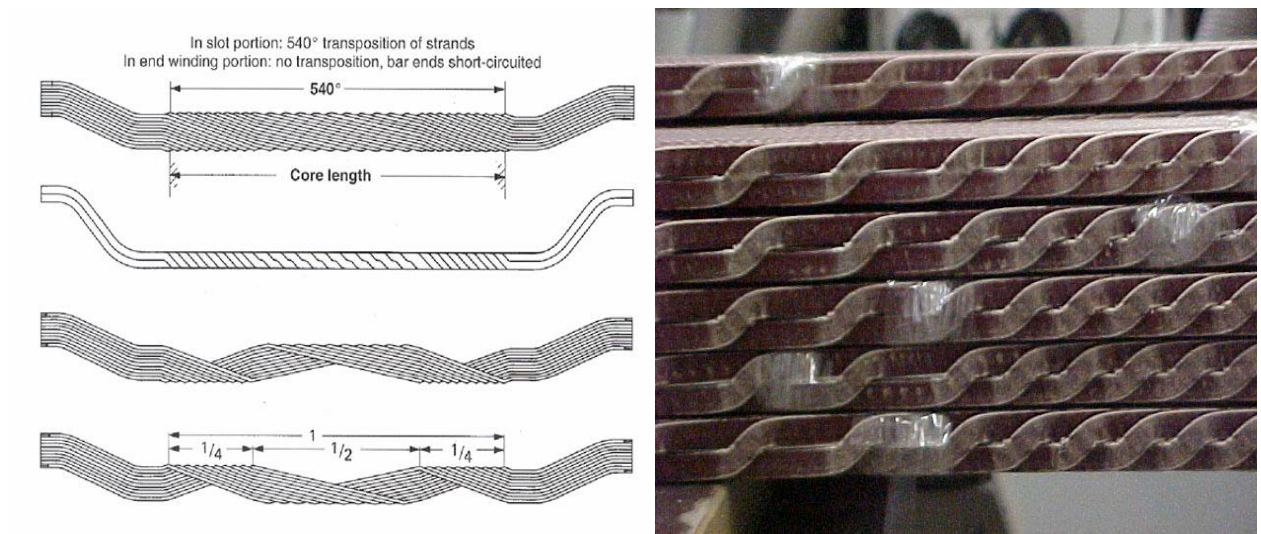 In slot portion: 540° transposition of strands
In end winding portion: no transposition, bar ends short-circuited
540°
Core length
1
1/4
1/2
1/4